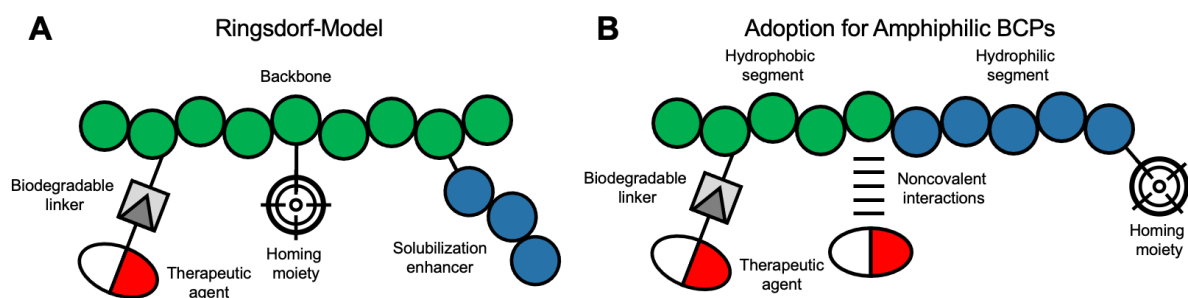 A
Ringsdorf-Model
Backbone
Biodegradable
linker
Homing
moiety
Solubilization
enhancer
Therapeutic
agent
B
Adoption for Amphiphilic BCPs
Hydrophobic
segment
Hydrophilic
segment
Biodegradable
linker
Noncovalent
interactions
Homing
moiety
Therapeutic
agent